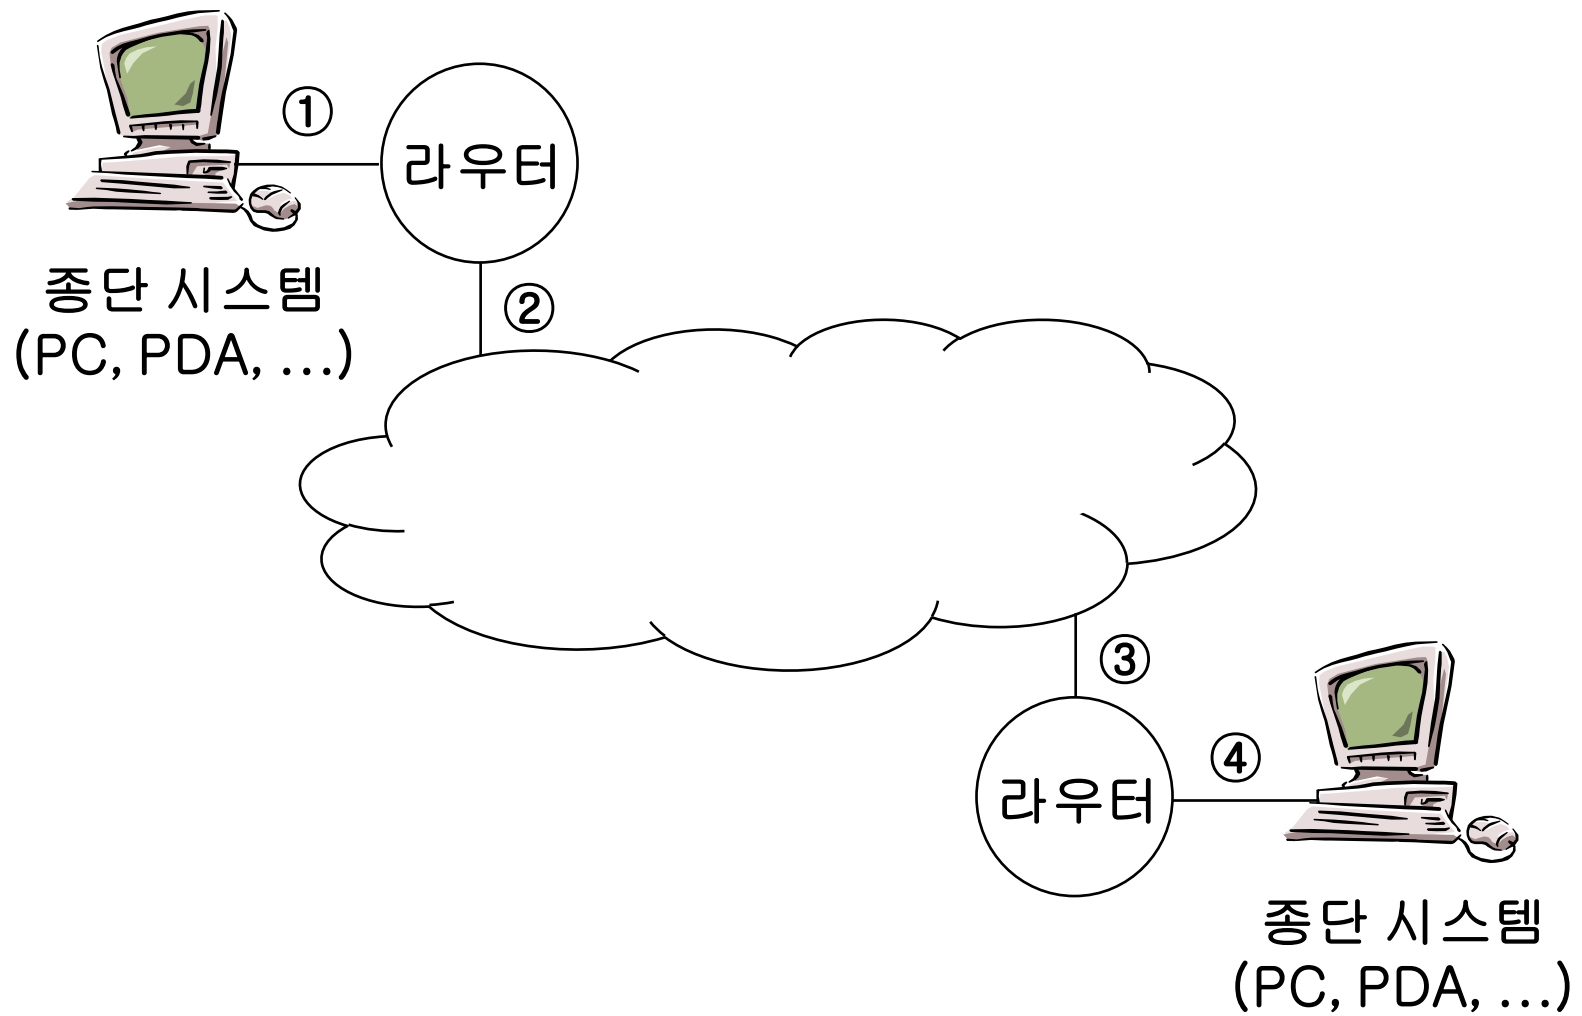 ①
라우터
종단 시스템
(PC, PDA, ...)
②
③
라우터
④
종단 시스템
(PC, PDA, ...)